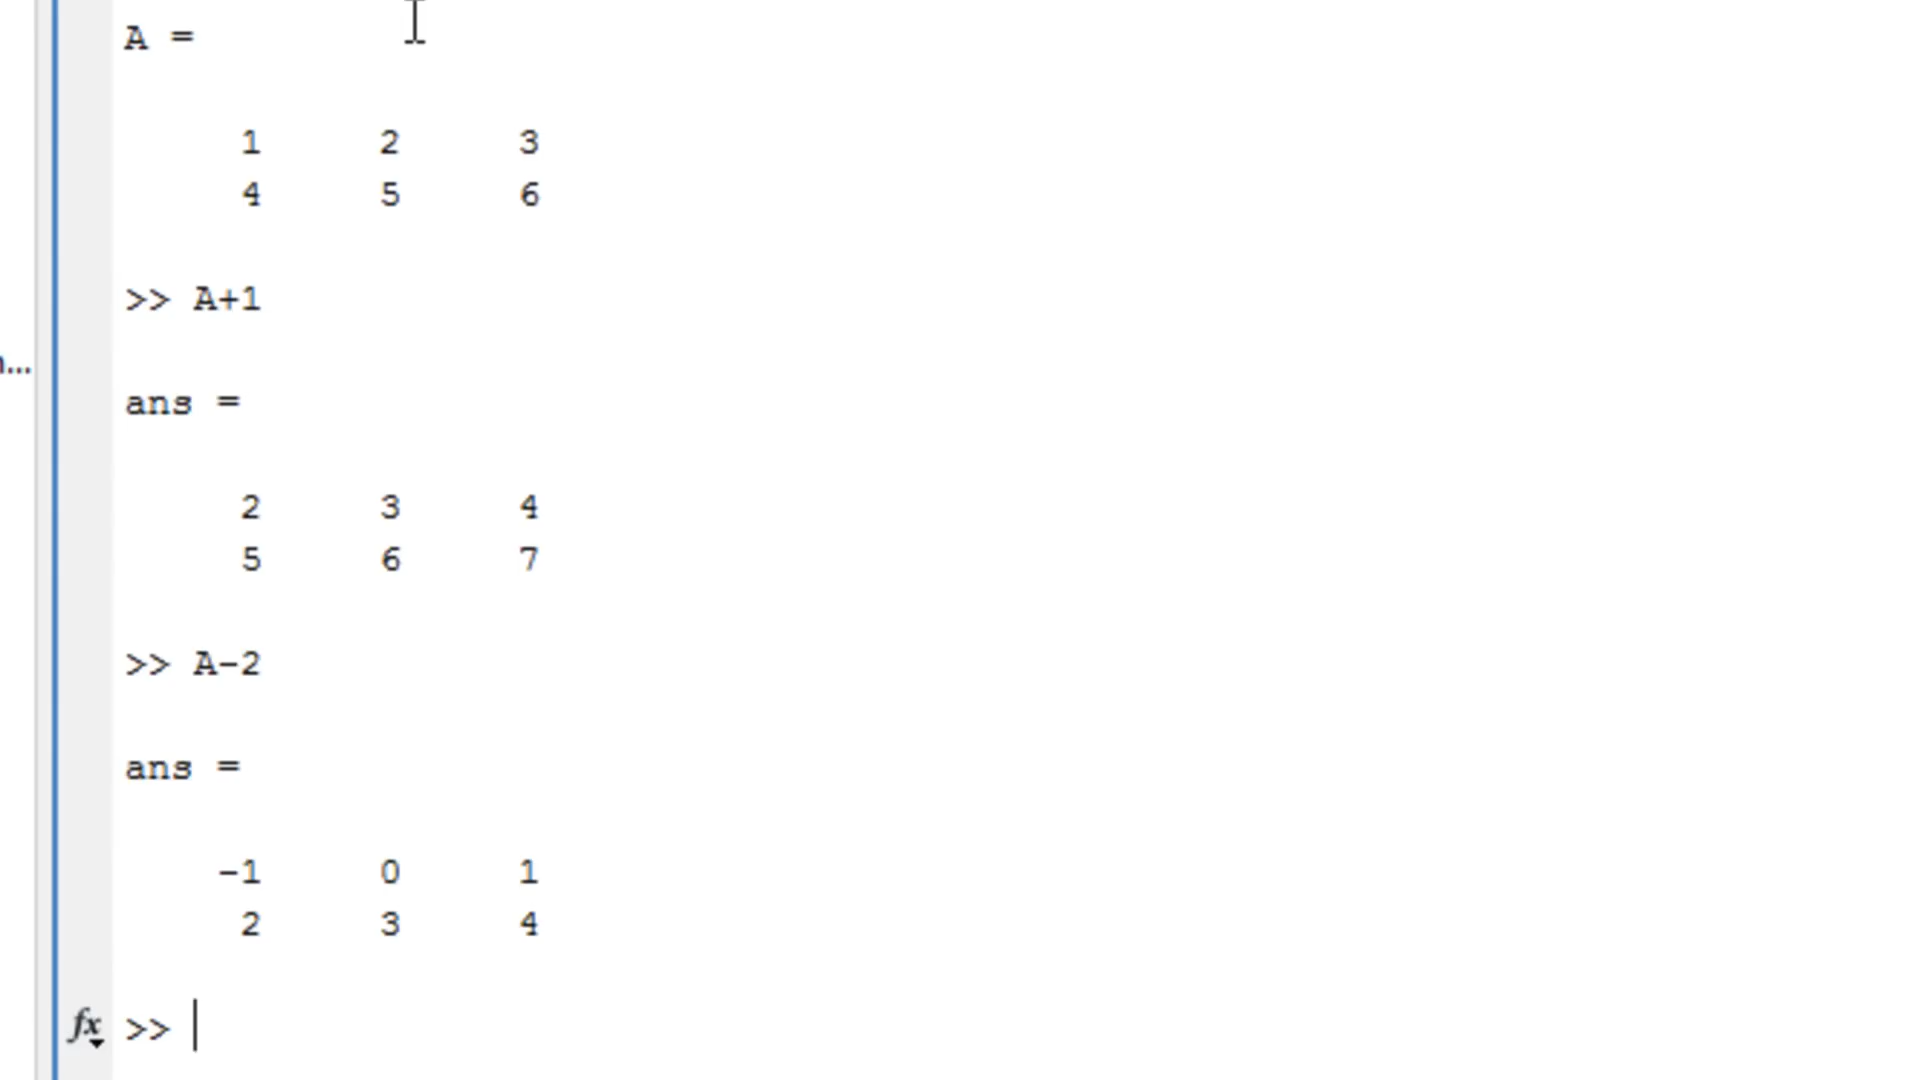 A =
1 2 3
4 5 6
>> A+1
n...
ans =
2 3 4
5 6 7
>> A-2
ans =
-1 0 1
2 3 4
fx >>